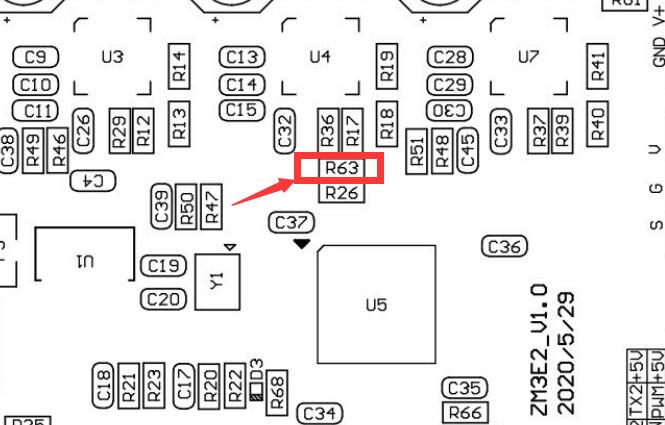 R81
V+
GND
C9
U3
R14
C13
U4
R19
C28
U7
R41
C10
C14
C29
C11
C15
C30
C38
R49
R46
C26
R29
R12
R13
C32
R36
R17
R18
R51
R48
C45
C33
R37
R39
R40
V
R63
C4
R26
G
C39
R50
R47
C37
S
U1
C19
Y1
C36
C20
U5
ZM3E2_V1.0
2020/5/29
C18
R21
R23
C17
R20
R22
D3
R68
C34
C35
R66
TX2
+5V
PWM
+5V